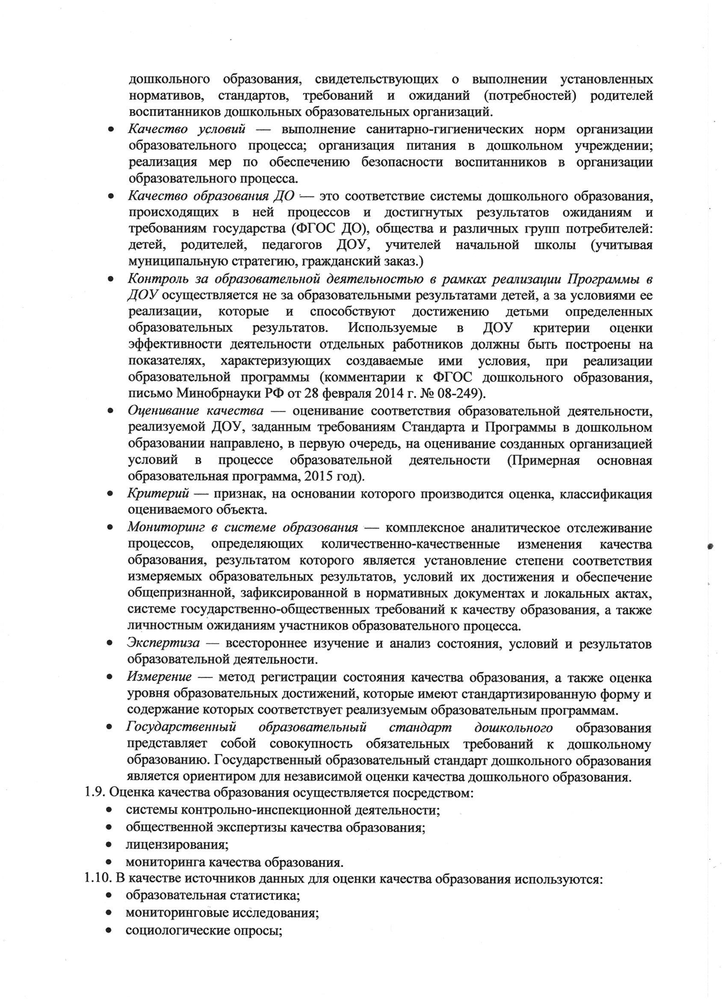 дошкольного образования, свидетельствующих о выполнении установленных
нормативов, стандартов, требований и ожиданий (потребностей) родителей
воспитанников дошкольных образовательных организаций.
• Качество условий — выполнение санитарно-гигиенических норм организации
образовательного процесса; организация питания в дошкольном учреждении;
реализация мер по обеспечению безопасности воспитанников в организации
образовательного процесса.
• Качество образования ДО — это соответствие системы дошкольного образования,
происходящих в ней процессов и достигнутых результатов ожиданиям и
требованиям государства (ФГОС ДО), общества и различных групп потребителей:
детей, родителей, педагогов ДОУ, учителей начальной школы (учитывая
муниципальную стратегию, гражданский заказ.)
• Контроль за образовательной деятельностью в рамках реализации Программы в
ДОУ осуществляется не за образовательными результатами детей, а за условиями ее
реализации, которые и способствуют достижению детьми определенных
образовательных результатов. Используемые в ДОУ критерии оценки
эффективности деятельности отдельных работников должны быть построены на
показателях, характеризующих создаваемые ими условия, при реализации
образовательной программы (комментарии к ФГОС дошкольного образования,
письмо Минобрнауки РФ от 28 февраля 2014 г. № 08-249).
• Оценивание качества — оценивание соответствия образовательной деятельности,
реализуемой ДОУ, заданным требованиям Стандарта и Программы в дошкольном
образовании направлено, в первую очередь, на оценивание созданных организацией
условий в процессе образовательной деятельности (Примерная основная
образовательная программа, 2015 год).
• Критерий — признак, на основании которого производится оценка, классификация
оцениваемого объекта.
• Мониторинг в системе образования — комплексное аналитическое отслеживание
процессов, определяющих количественно-качественные изменения качества
образования, результатом которого является установление степени соответствия
измеряемых образовательных результатов, условий их достижения и обеспечение
общепризнанной, зафиксированной в нормативных документах и локальных актах,
системе государственно-общественных требований к качеству образования, а также
личностным ожиданиям участников образовательного процесса.
• Экспертиза — всестороннее изучение и анализ состояния, условий и результатов
образовательной деятельности.
• Измерение — метод регистрации состояния качества образования, а также оценка
уровня образовательных достижений, которые имеют стандартизированную форму и
содержание которых соответствует реализуемым образовательным программам.
• Государственный образовательный стандарт дошкольного образования
представляет собой совокупность обязательных требований к дошкольному
образованию. Государственный образовательный стандарт дошкольного образования
является ориентиром для независимой оценки качества дошкольного образования.
1.9. Оценка качества образования осуществляется посредством:
• системы контрольно-инспекционной деятельности;
• общественной экспертизы качества образования;
• лицензирования;
• мониторинга качества образования.
1.10. В качестве источников данных для оценки качества образования используются:
• образовательная статистика;
• мониторинговые исследования;
• социологические опросы;